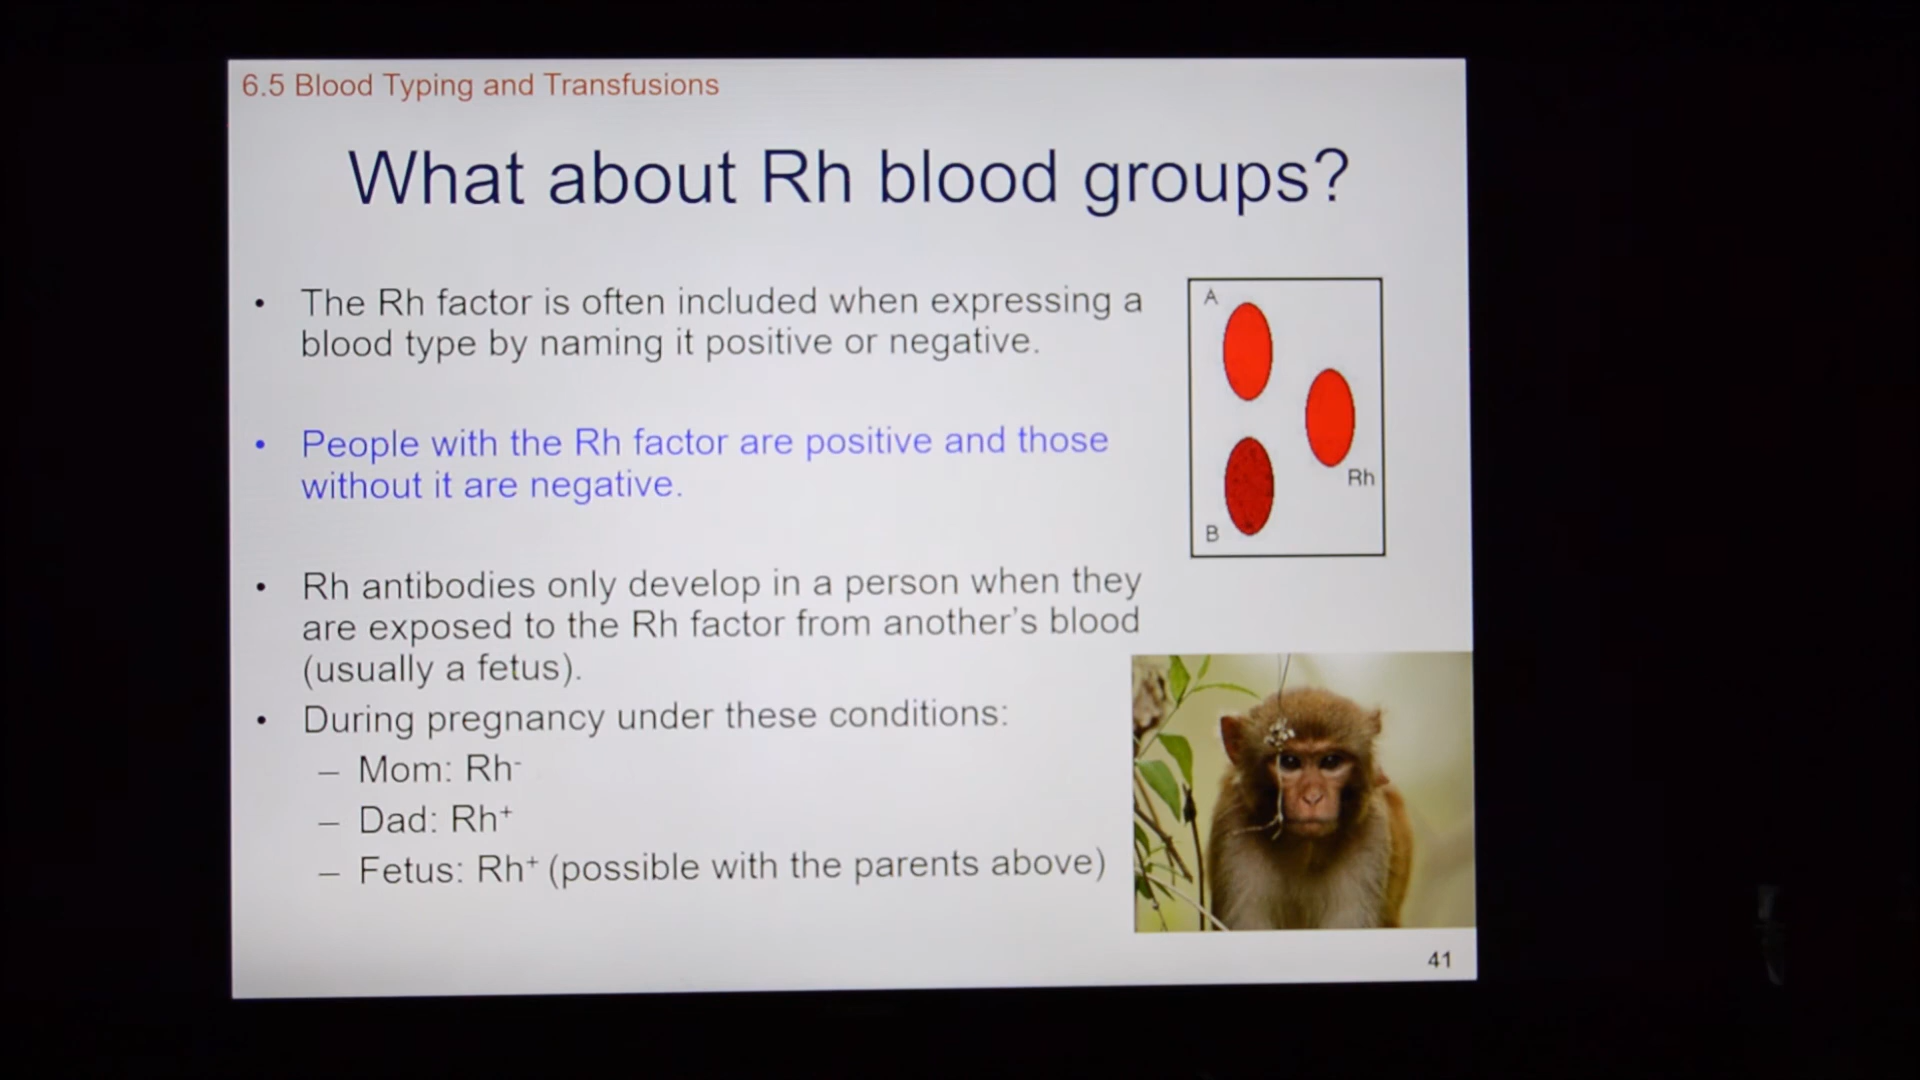 6.5 Blood Typing and Transfusions
What about Rh blood groups?
• The Rh factor is often included when expressing a
blood type by naming it positive or negative.
• People with the Rh factor are positive and those
without it are negative.
• Rh antibodies only develop in a person when they
are exposed to the Rh factor from another’s blood
(usually a fetus).
• During pregnancy under these conditions:
– Mom: Rh⁻
– Dad: Rh⁺
– Fetus: Rh⁺ (possible with the parents above)
A
Rh
B
41